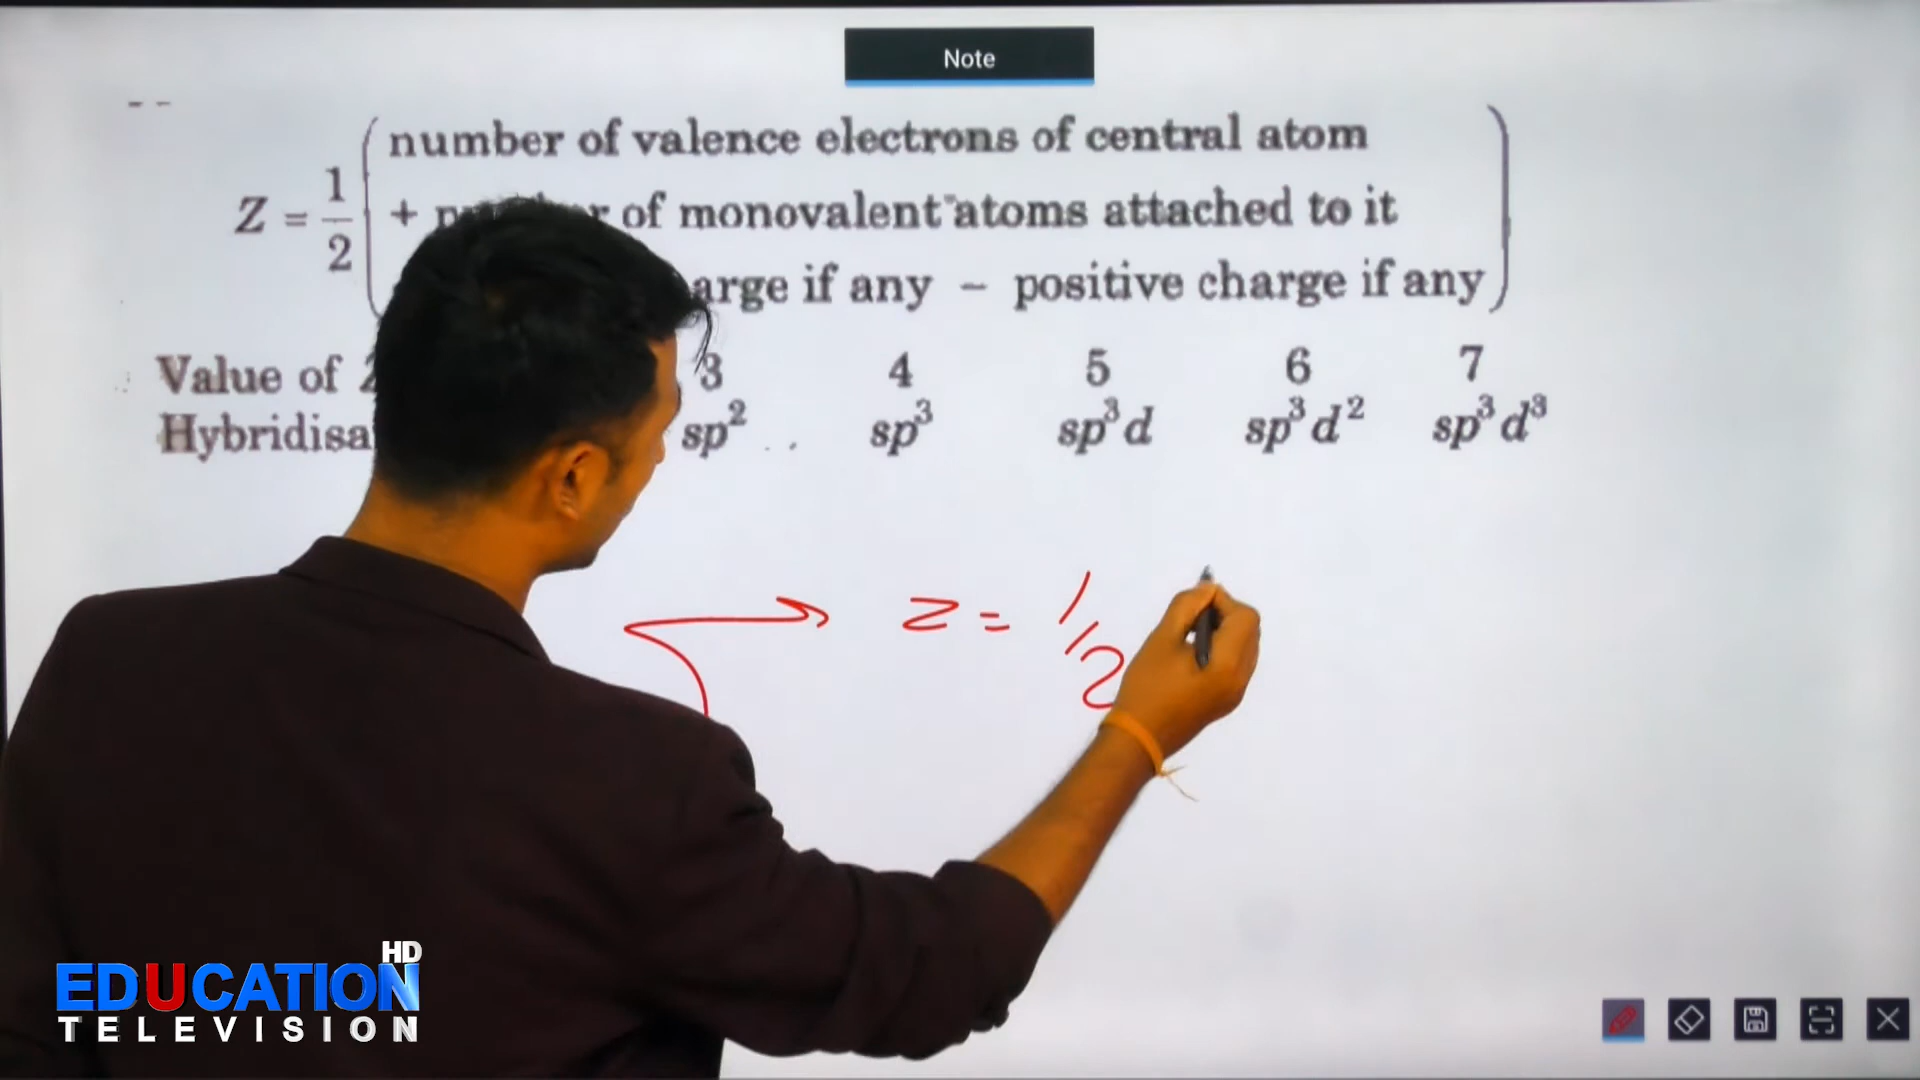 Note
number of valence electrons of central atom
Z = 1/2
+ of monovalent atoms attached to it
if any – positive charge if any
Value of 3 4 5 6 7
sp² sp³ sp³d sp³d² sp³d³
z = 1/2
HD
EDUCATION
TELEVISION